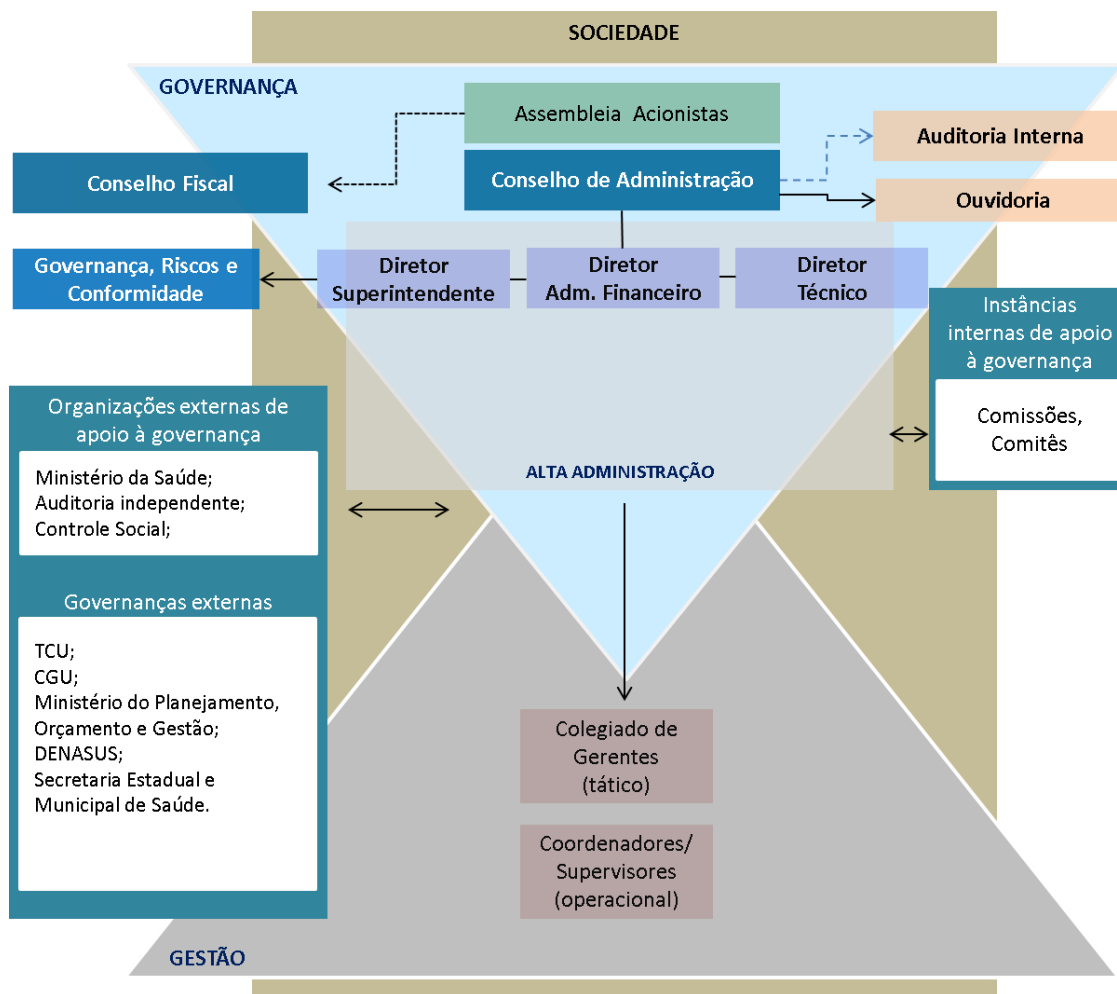 SOCIEDADE
GOVERNANÇA
Assembleia Acionistas
Auditoria Interna
Conselho Fiscal
Conselho de Administração
Ouvidoria
Governança, Riscos e
Conformidade
Diretor
Superintendente
Diretor
Adm. Financeiro
Diretor
Técnico
Instâncias
internas de apoio
à governança
Comissões,
Comitês
Organizações externas de
apoio à governança
Ministério da Saúde;
Auditoria independente;
Controle Social;
ALTA ADMINISTRAÇÃO
Governanças externas
TCU;
CGU;
Ministério do Planejamento,
Orçamento e Gestão;
DENASUS;
Secretaria Estadual e
Municipal de Saúde.
Colegiado de
Gerentes
(tático)
Coordenadores/
Supervisores
(operacional)
GESTÃO